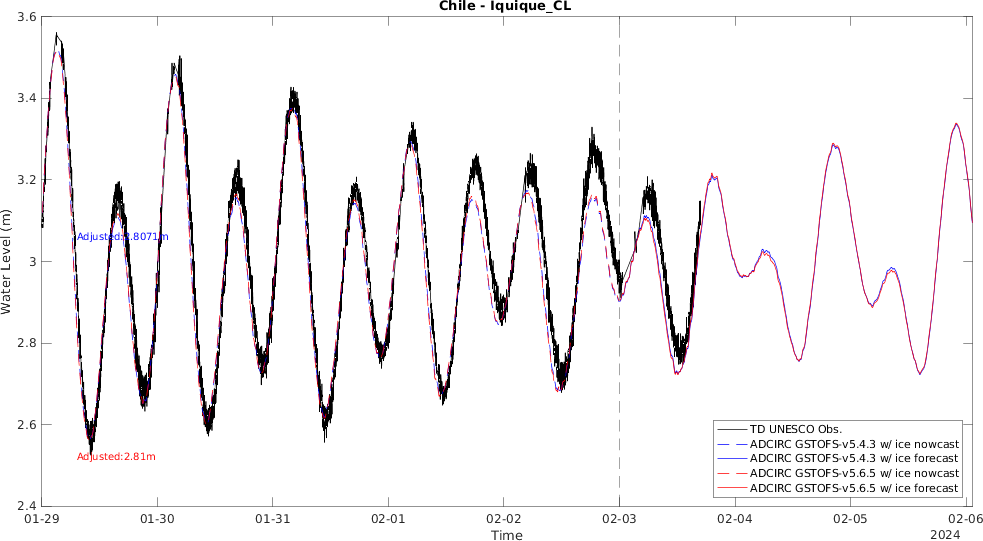 Chile - Iquique_CL
3.6
3.4
3.2
3
2.8
2.6
2.4
Water Level (m)
Adjusted:2.8071m
Adjusted:2.81m
TD UNESCO Obs.
ADCIRC GSTOFS-v5.4.3 w/ ice nowcast
ADCIRC GSTOFS-v5.4.3 w/ ice forecast
ADCIRC GSTOFS-v5.6.5 w/ ice nowcast
ADCIRC GSTOFS-v5.6.5 w/ ice forecast
01-29 01-30 01-31 02-01 02-02 02-03 02-04 02-05 02-06
Time
2024